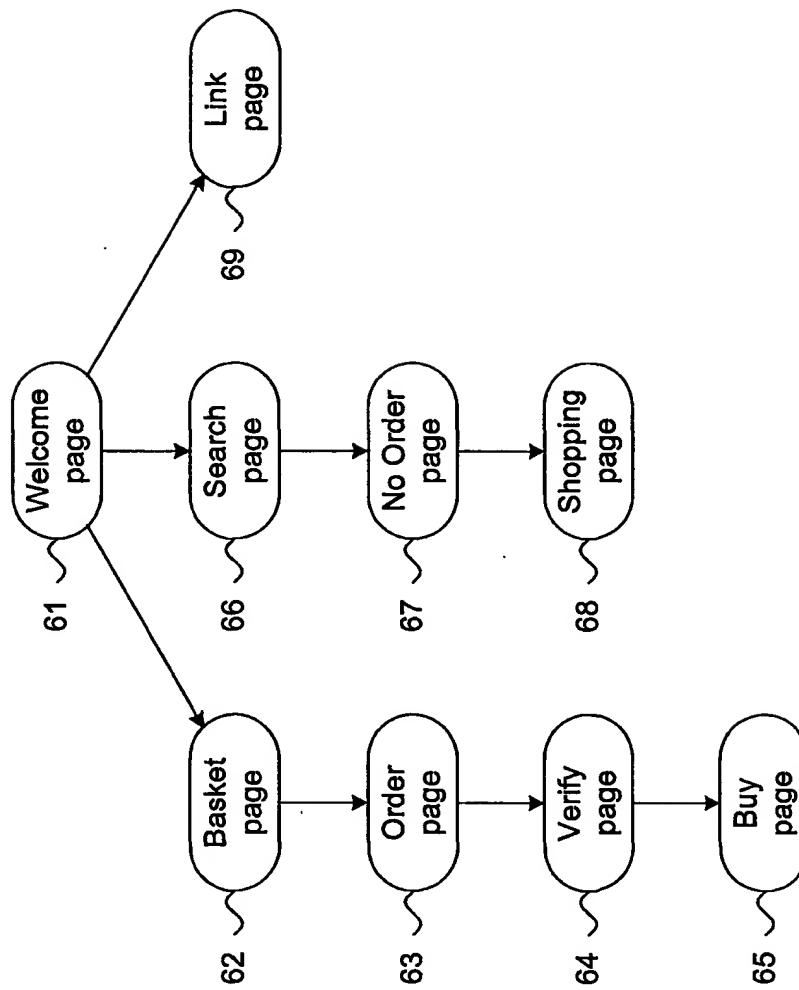 Welcome
page
61
Basket
page
62
Search
page
66
Link
page
69
Order
page
63
No Order
page
67
Verify
page
64
Shopping
page
68
Buy
page
65